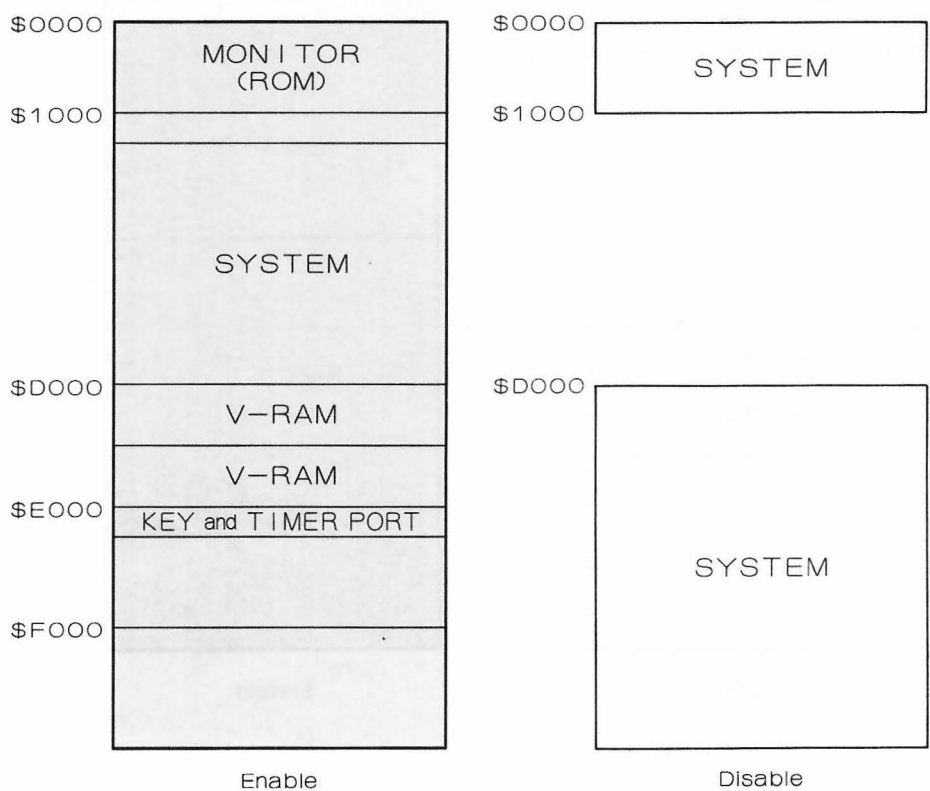 $0000
MONITOR
(ROM)
$1000
SYSTEM
$D000
V-RAM
V-RAM
$E000
KEY and TIMER PORT
$F000
Enable
$0000
SYSTEM
$1000
$D000
SYSTEM
Disable